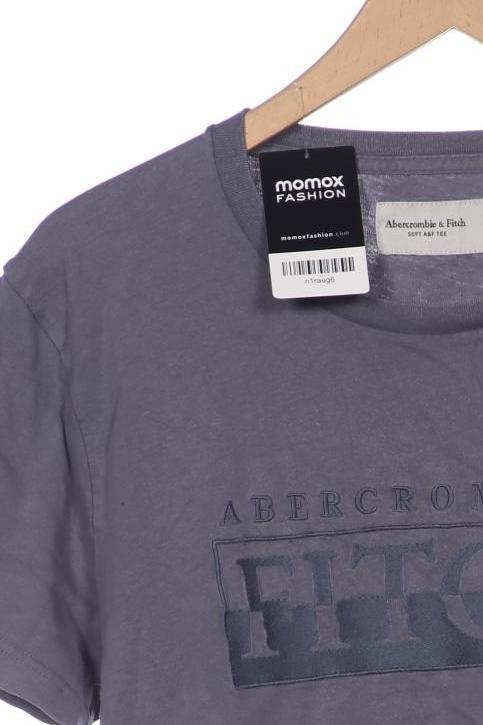 momox
FASHION
momoxfashion.com
n1raug6
Abercrombie & Fitch
SOFT A&F TEE
ABERCROM
FITC